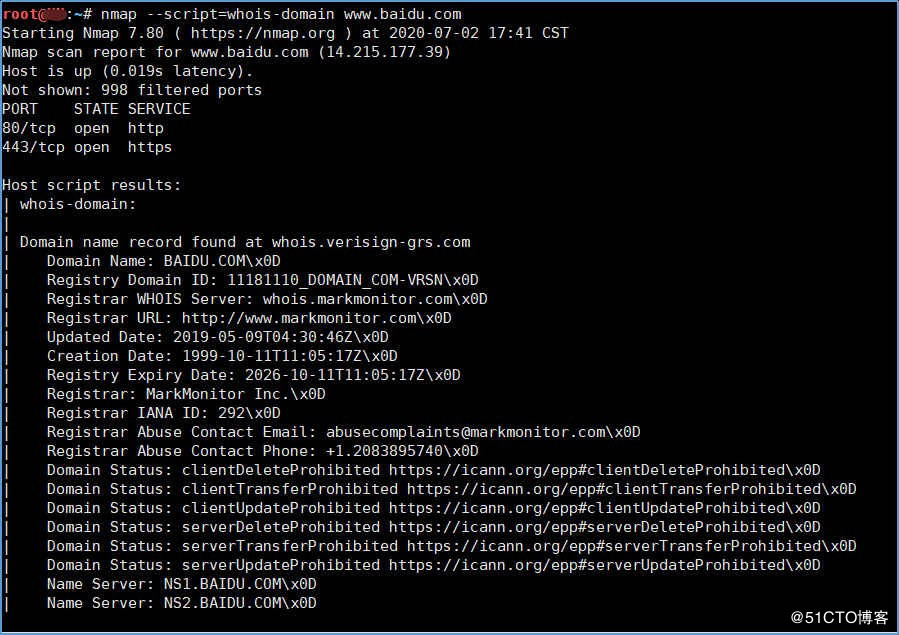 root@:~# nmap --script=whois-domain www.baidu.com
Starting Nmap 7.80 ( https://nmap.org ) at 2020-07-02 17:41 CST
Nmap scan report for www.baidu.com (14.215.177.39)
Host is up (0.019s latency).
Not shown: 998 filtered ports
PORT    STATE SERVICE
80/tcp  open  http
443/tcp open  https
Host script results:
| whois-domain:
|
| Domain name record found at whois.verisign-grs.com
|    Domain Name: BAIDU.COM\x0D
|    Registry Domain ID: 11181110_DOMAIN_COM-VRSN\x0D
|    Registrar WHOIS Server: whois.markmonitor.com\x0D
|    Registrar URL: http://www.markmonitor.com\x0D
|    Updated Date: 2019-05-09T04:30:46Z\x0D
|    Creation Date: 1999-10-11T11:05:17Z\x0D
|    Registry Expiry Date: 2026-10-11T11:05:17Z\x0D
|    Registrar: MarkMonitor Inc.\x0D
|    Registrar IANA ID: 292\x0D
|    Registrar Abuse Contact Email: abusecomplaints@markmonitor.com\x0D
|    Registrar Abuse Contact Phone: +1.2083895740\x0D
|    Domain Status: clientDeleteProhibited https://icann.org/epp#clientDeleteProhibited\x0D
|    Domain Status: clientTransferProhibited https://icann.org/epp#clientTransferProhibited\x0D
|    Domain Status: clientUpdateProhibited https://icann.org/epp#clientUpdateProhibited\x0D
|    Domain Status: serverDeleteProhibited https://icann.org/epp#serverDeleteProhibited\x0D
|    Domain Status: serverTransferProhibited https://icann.org/epp#serverTransferProhibited\x0D
|    Domain Status: serverUpdateProhibited https://icann.org/epp#serverUpdateProhibited\x0D
|    Name Server: NS1.BAIDU.COM\x0D
|    Name Server: NS2.BAIDU.COM\x0D
@51CTO博客